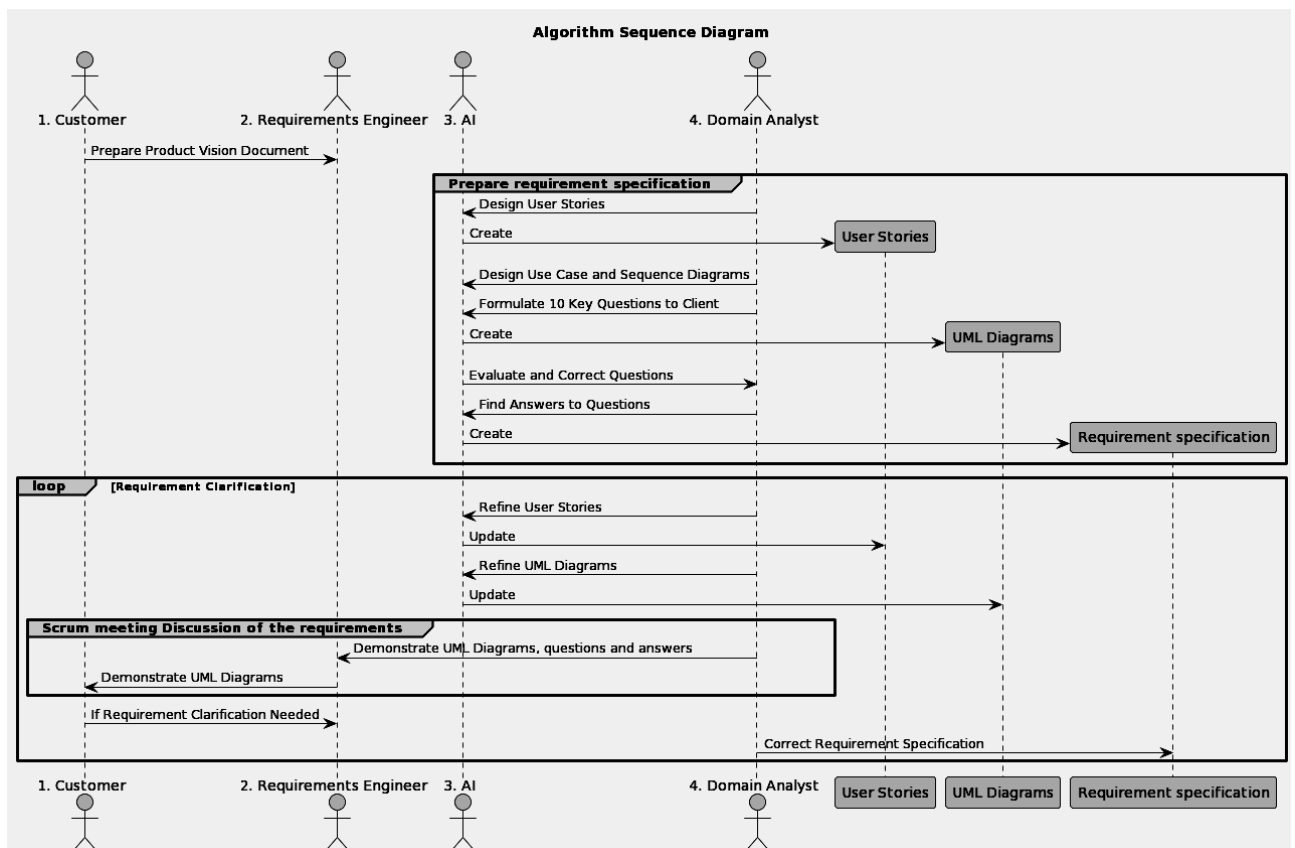 Algorithm Sequence Diagram
1. Customer
2. Requirements Engineer
3. AI
4. Domain Analyst
Prepare Product Vision Document
Prepare requirement specification
Design User Stories
Create
User Stories
Design Use Case and Sequence Diagrams
Formulate 10 Key Questions to Client
Create
UML Diagrams
Evaluate and Correct Questions
Find Answers to Questions
Create
Requirement specification
loop
[Requirement Clarification]
Refine User Stories
Update
Refine UML Diagrams
Update
Scrum meeting Discussion of the requirements
Demonstrate UML Diagrams, questions and answers
Demonstrate UML Diagrams
If Requirement Clarification Needed
Correct Requirement Specification
1. Customer
2. Requirements Engineer
3. AI
4. Domain Analyst
User Stories
UML Diagrams
Requirement specification